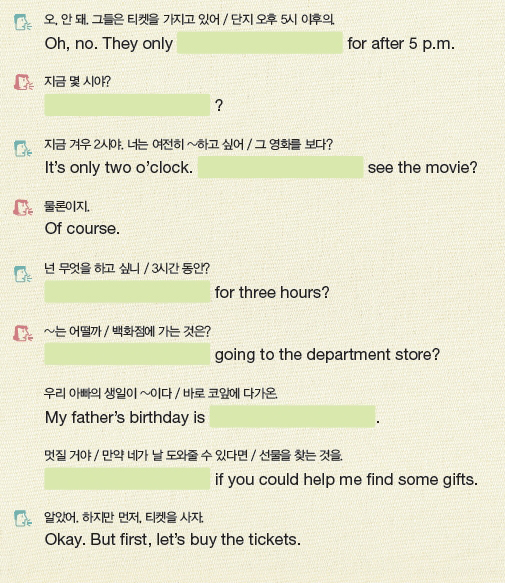 오, 안 돼. 그들은 티켓을 가지고 있어 / 단지 오후 5시 이후의.
Oh, no. They only for after 5 p.m.
지금 몇 시야?
?
지금 겨우 2시야. 너는 여전히 ~하고 싶어 / 그 영화를 보다?
It's only two o'clock. see the movie?
물론이지.
Of course.
넌 무엇을 하고 싶니 / 3시간 동안?
for three hours?
~는 어떨까 / 백화점에 가는 것은?
going to the department store?
우리 아빠의 생일이 ~이다 / 바로 코앞에 다가온.
My father's birthday is .
멋질 거야 / 만약 네가 날 도와줄 수 있다면 / 선물을 찾는 것을.
if you could help me find some gifts.
알았어. 하지만 먼저, 티켓을 사자.
Okay. But first, let's buy the tickets.